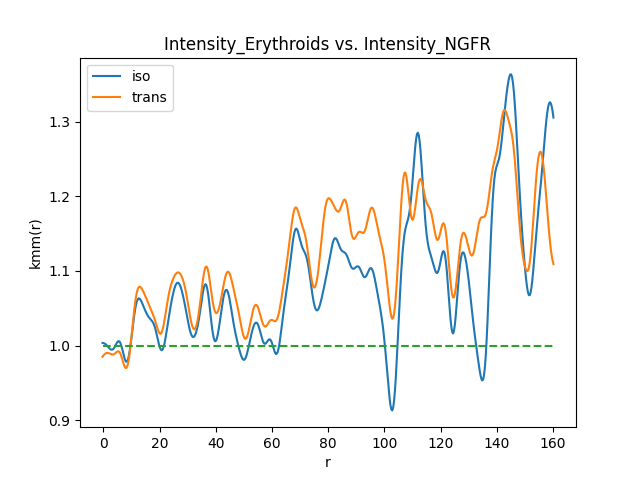 Intensity_Erythroids vs. Intensity_NGFR
iso
trans
kmm(r)
1.3
1.2
1.1
1.0
0.9
0 20 40 60 80 100 120 140 160
r